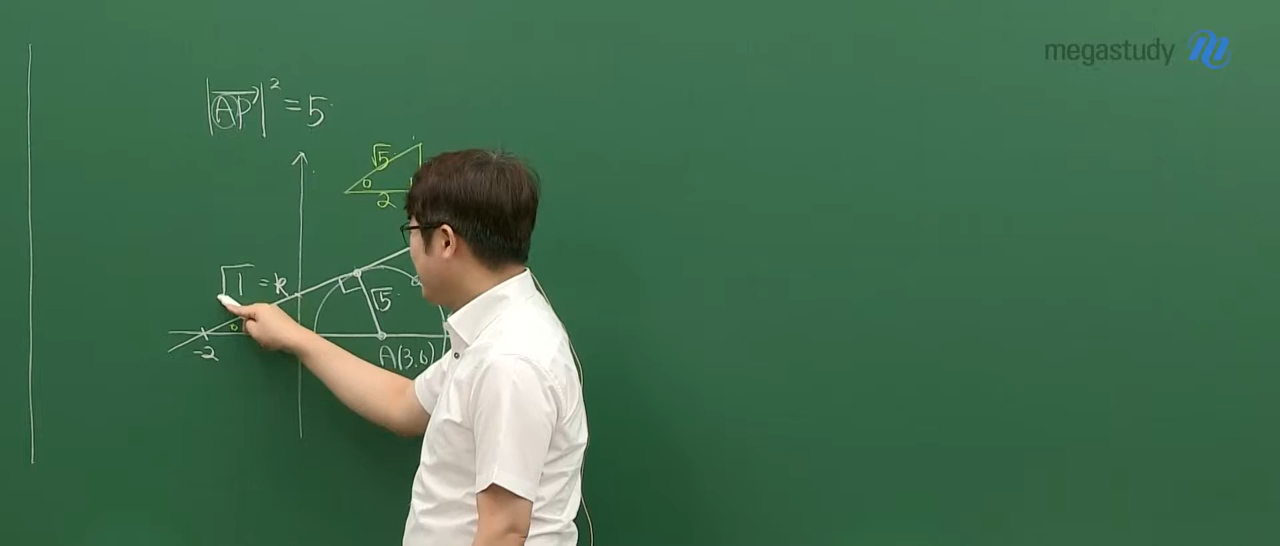 megastudy
|AP|² = 5
√5
2
1 = k
√5
-2
A(3,0)